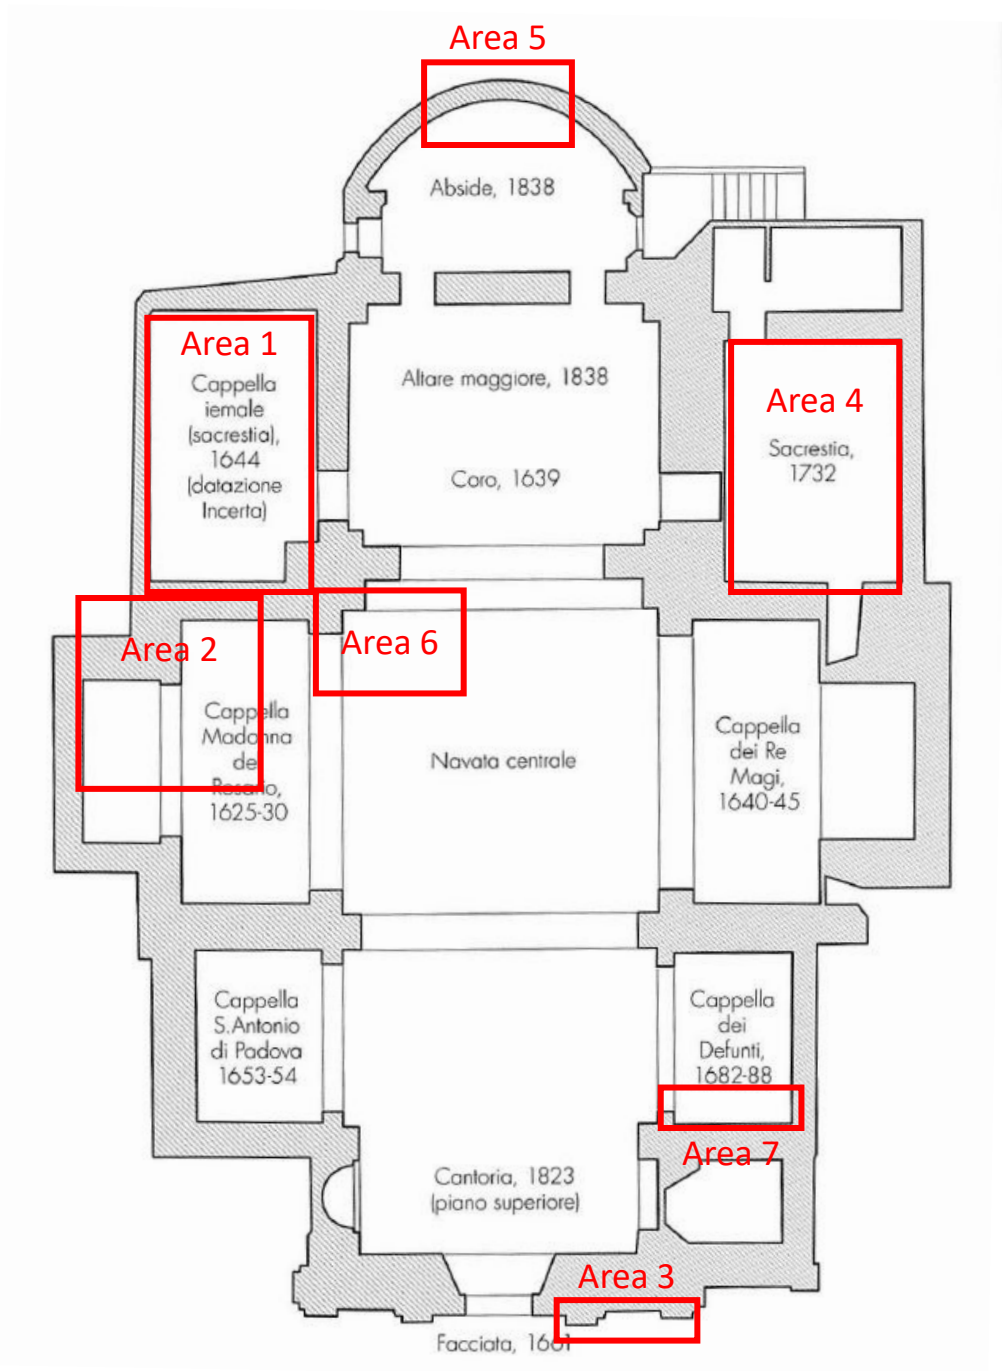 Area 5
Abside, 1838
Area 1
Cappella
iemale
(sacrestia),
1644
(datazione
Incerta)
Altare maggiore, 1838
Coro, 1639
Area 4
Sacrestia,
1732
Area 2
Area 6
Cappella
Madonna
del
Rosario,
1625-30
Navata centrale
Cappella
dei Re
Magi,
1640-45
Cappella
S.Antonio
di Padova
1653-54
Cappella
dei
Defunti,
1682-88
Area 7
Cantoria, 1823
(piano superiore)
Area 3
Facciata, 1661